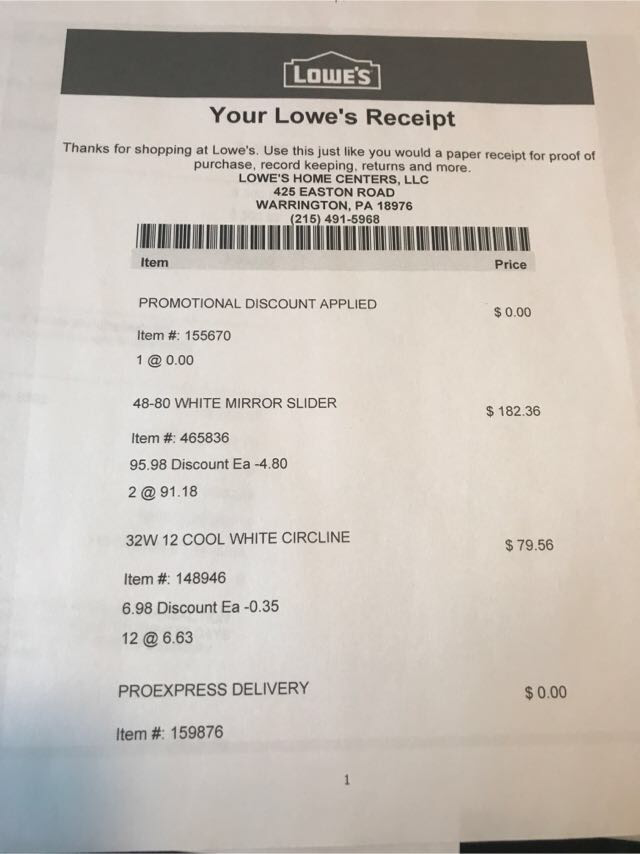 LOWE'S
Your Lowe's Receipt
Thanks for shopping at Lowe's. Use this just like you would a paper receipt for proof of
purchase, record keeping, returns and more.
LOWE'S HOME CENTERS, LLC
425 EASTON ROAD
WARRINGTON, PA 18976
(215) 491-5968
Item Price
PROMOTIONAL DISCOUNT APPLIED $ 0.00
Item #: 155670
1 @ 0.00
48-80 WHITE MIRROR SLIDER $ 182.36
Item #: 465836
95.98 Discount Ea -4.80
2 @ 91.18
32W 12 COOL WHITE CIRCLINE $ 79.56
Item #: 148946
6.98 Discount Ea -0.35
12 @ 6.63
PROEXPRESS DELIVERY $ 0.00
Item #: 159876
1